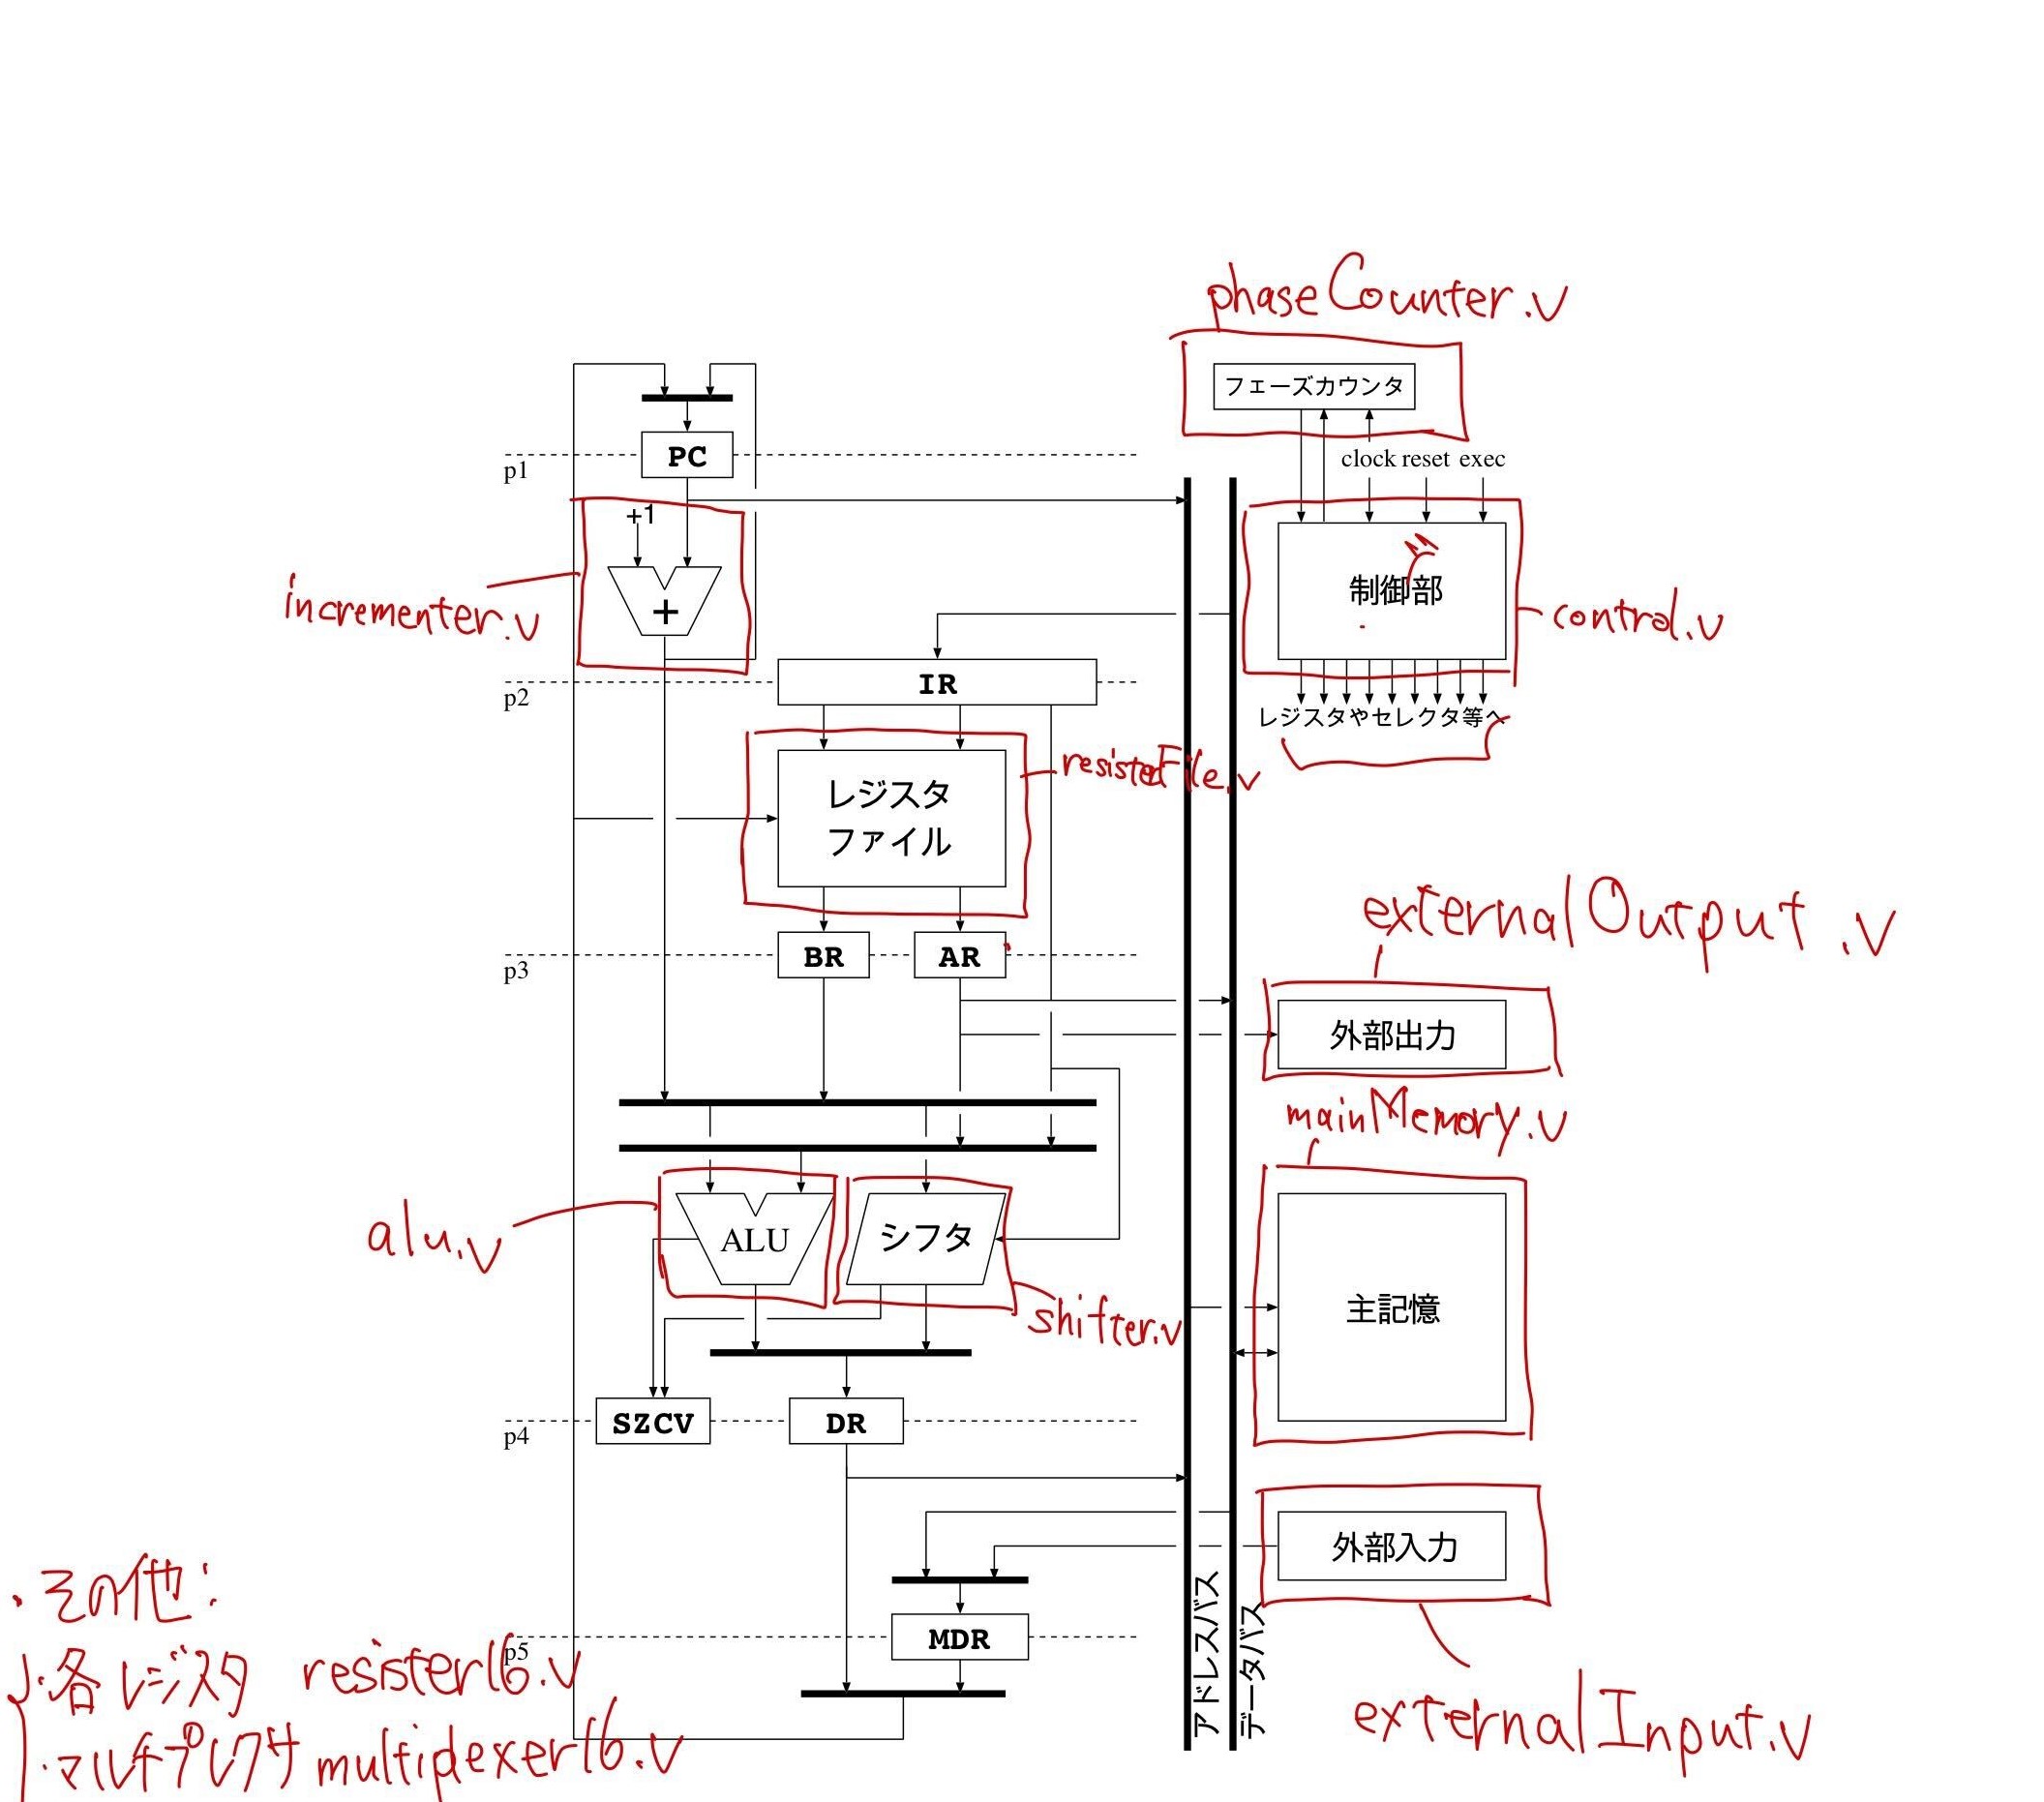 phaseCounter.v
フェーズカウンタ
PC
p1
clock reset exec
+1
制御部
incrementer.v
+
control.v
IR
p2
レジスタやセレクタ等へ
レジスタ
ファイル
resisterFile.v
externalOutput.v
BR
AR
p3
外部出力
mainMemory.v
alu.v
ALU
シフタ
主記憶
shifter.v
SZCV
DR
p4
外部入力
・その他:
MDR
p5
アドレスバス
データバス
・各レジスタ resister16.v
・マルチプレクサ multiplexer16.v
externalInput.v